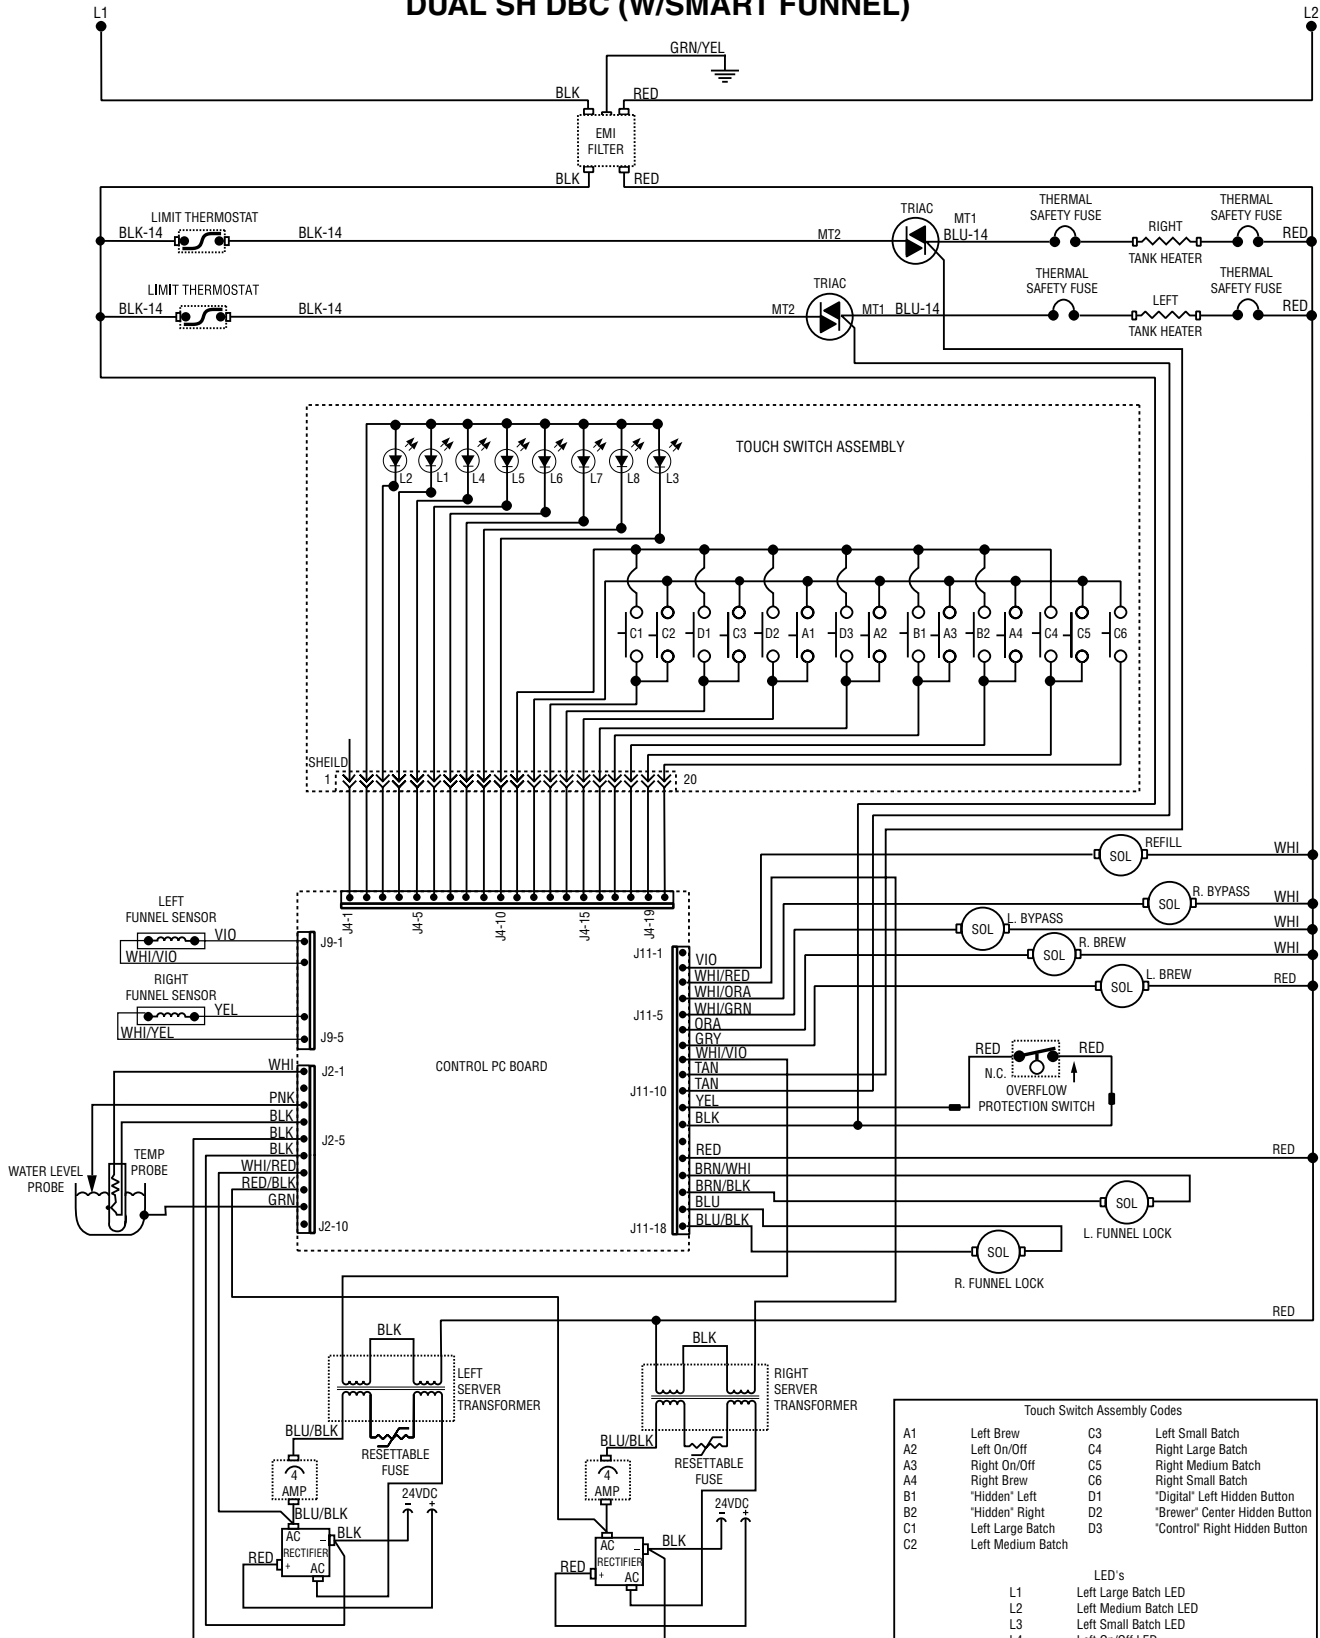 DUAL SH DBC (W/SMART FUNNEL)
L1
L2
GRN/YEL
BLK
RED
EMI
FILTER
BLK
RED
LIMIT THERMOSTAT
BLK-14
BLK-14
MT2
TRIAC
MT1
BLU-14
THERMAL
SAFETY FUSE
RIGHT
TANK HEATER
THERMAL
SAFETY FUSE
RED
LIMIT THERMOSTAT
BLK-14
BLK-14
MT2
TRIAC
MT1
BLU-14
THERMAL
SAFETY FUSE
LEFT
TANK HEATER
THERMAL
SAFETY FUSE
RED
TOUCH SWITCH ASSEMBLY
L2 L1 L4 L5 L6 L7 L8 L3
C1 C2 D1 C3 D2 A1 D3 A2 B1 A3 B2 A4 C4 C5 C6
SHEILD
1
20
J4-1 J4-5 J4-10 J4-15 J4-19
LEFT
FUNNEL SENSOR
VIO
WHI/VIO
RIGHT
FUNNEL SENSOR
YEL
WHI/YEL
J9-1
J9-5
CONTROL PC BOARD
J2-1
J2-5
J2-10
WHI
PNK
BLK
BLK
BLK
WHI/RED
RED/BLK
GRN
WATER LEVEL
PROBE
TEMP
PROBE
J11-1
J11-5
J11-10
J11-18
VIO
WHI/RED
WHI/ORA
WHI/GRN
ORA
GRY
WHI/VIO
TAN
TAN
YEL
BLK
RED
BRN/WHI
BRN/BLK
BLU
BLU/BLK
SOL
REFILL
WHI
SOL
R. BYPASS
WHI
SOL
L. BYPASS
WHI
SOL
R. BREW
WHI
SOL
L. BREW
RED
RED
RED
N.C.
OVERFLOW
PROTECTION SWITCH
RED
SOL
L. FUNNEL LOCK
SOL
R. FUNNEL LOCK
RED
BLK
LEFT
SERVER
TRANSFORMER
BLU/BLK
RESETTABLE
FUSE
4
AMP
BLU/BLK
24VDC
- +
AC
-
BLK
RECTIFIER
RED
+
AC
BLK
RIGHT
SERVER
TRANSFORMER
BLU/BLK
RESETTABLE
FUSE
4
AMP
24VDC
- +
AC
-
BLK
RECTIFIER
RED
+
AC
Touch Switch Assembly Codes
A1 Left Brew C3 Left Small Batch
A2 Left On/Off C4 Right Large Batch
A3 Right On/Off C5 Right Medium Batch
A4 Right Brew C6 Right Small Batch
B1 "Hidden" Left D1 "Digital" Left Hidden Button
B2 "Hidden" Right D2 "Brewer" Center Hidden Button
C1 Left Large Batch D3 "Control" Right Hidden Button
C2 Left Medium Batch
LED's
L1 Left Large Batch LED
L2 Left Medium Batch LED
L3 Left Small Batch LED
L4 Left On/Off LED